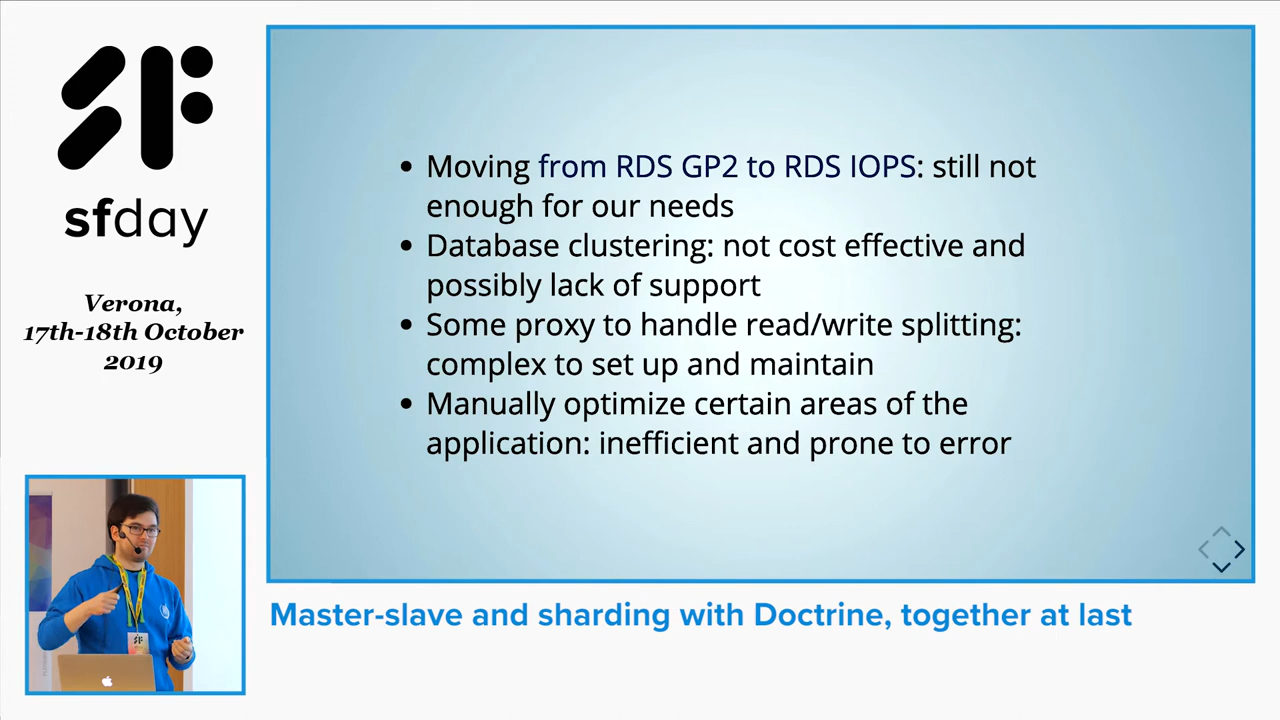 sfday
Verona,
17th-18th October
2019
• Moving from RDS GP2 to RDS IOPS: still not
enough for our needs
• Database clustering: not cost effective and
possibly lack of support
• Some proxy to handle read/write splitting:
complex to set up and maintain
• Manually optimize certain areas of the
application: inefficient and prone to error
Master-slave and sharding with Doctrine, together at last